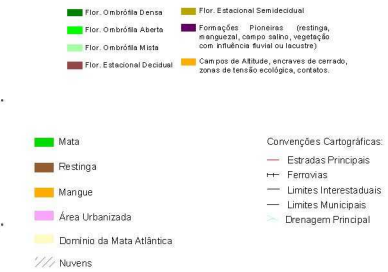 Flor. Ombrófila Densa
Flor. Ombrófila Aberta
Flor. Ombrófila Mista
Flor. Estacional Decidual
Flor. Estacional Semidecidual
Formações Pioneiras (restinga,
manguezal, campo salino, vegetação
com influência fluvial ou lacustre)
Campos de Altitude, encraves de cerrado,
zonas de tensão ecológica, contatos.
Mata
Restinga
Mangue
Área Urbanizada
Domínio da Mata Atlântica
Nuvens
Convenções Cartográficas:
Estradas Principais
Ferrovias
Limites Interestaduais
Limites Municipais
Drenagem Principal